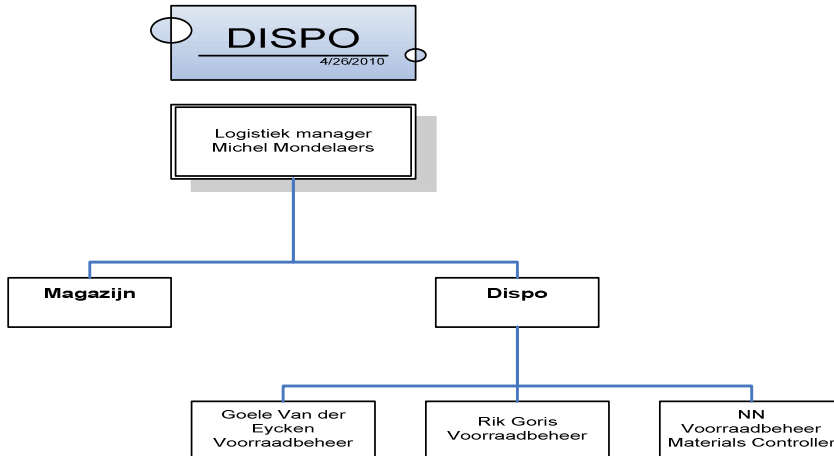 DISPO
4/26/2010
Logistiek manager
Michel Mondelaers
Magazijn
Dispo
Goele Van der
Eycken
Voorraadbeheer
Rik Goris
Voorraadbeheer
NN
Voorraadbeheer
Materials Controller